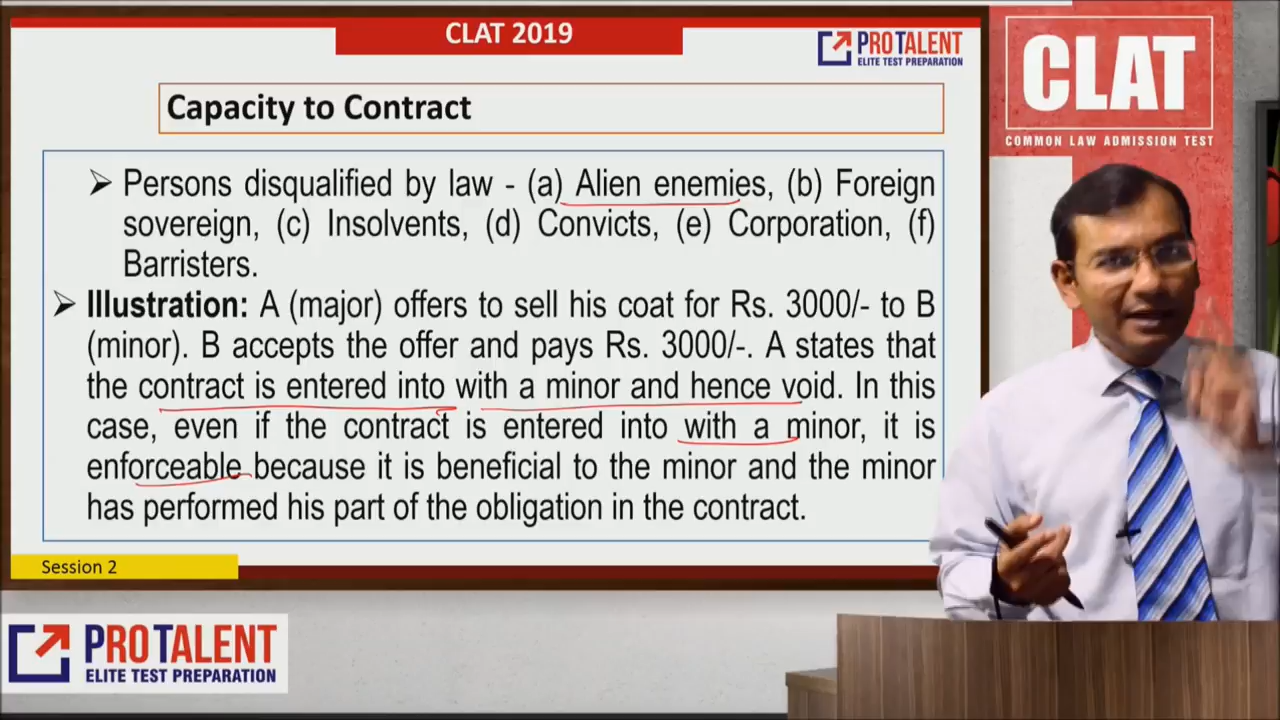 CLAT 2019
PROTALENT
ELITE TEST PREPARATION
CLAT
COMMON LAW ADMISSION TEST
Capacity to Contract
Persons disqualified by law - (a) Alien enemies, (b) Foreign
sovereign, (c) Insolvents, (d) Convicts, (e) Corporation, (f)
Barristers.
Illustration: A (major) offers to sell his coat for Rs. 3000/- to B
(minor). B accepts the offer and pays Rs. 3000/-. A states that
the contract is entered into with a minor and hence void. In this
case, even if the contract is entered into with a minor, it is
enforceable because it is beneficial to the minor and the minor
has performed his part of the obligation in the contract.
Session 2
PROTALENT
ELITE TEST PREPARATION